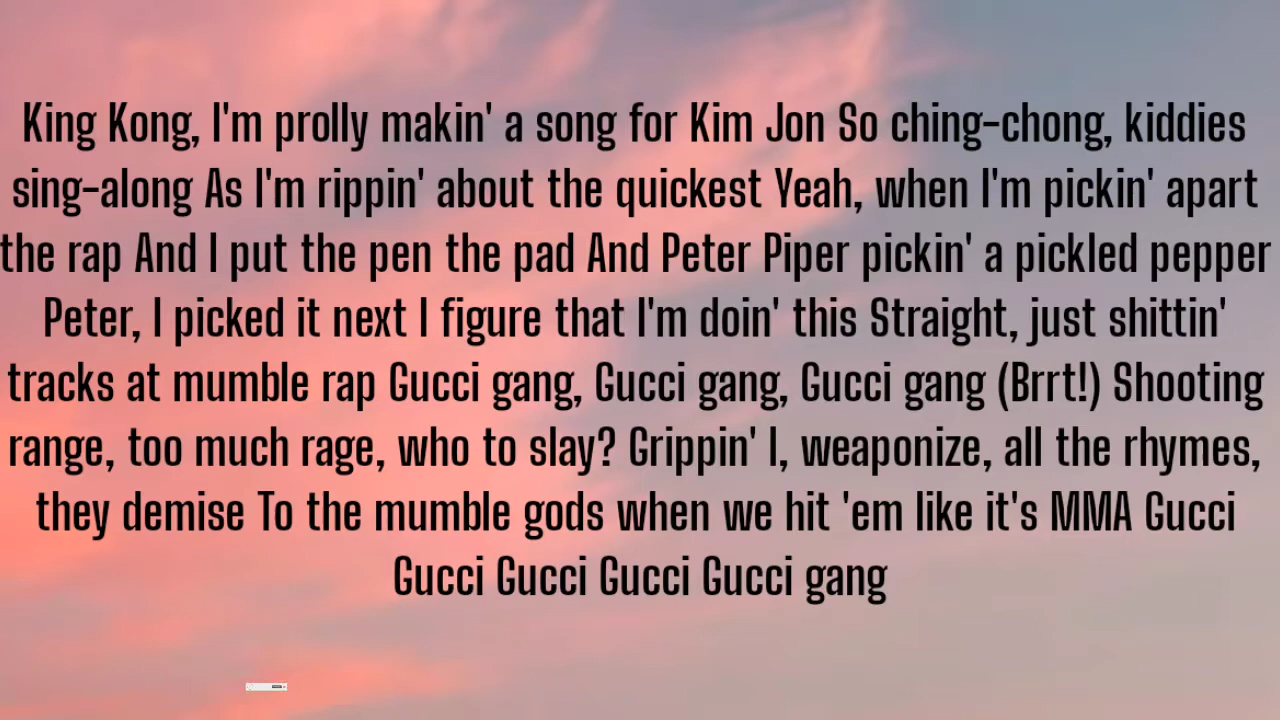 King Kong, I'm prolly makin' a song for Kim Jon So ching-chong, kiddies
sing-along As I'm rippin' about the quickest Yeah, when I'm pickin' apart
the rap And I put the pen the pad And Peter Piper pickin' a pickled pepper
Peter, I picked it next I figure that I'm doin' this Straight, just shittin'
tracks at mumble rap Gucci gang, Gucci gang, Gucci gang (Brrt!) Shooting
range, too much rage, who to slay? Grippin' I, weaponize, all the rhymes,
they demise To the mumble gods when we hit 'em like it's MMA Gucci
Gucci Gucci Gucci Gucci gang